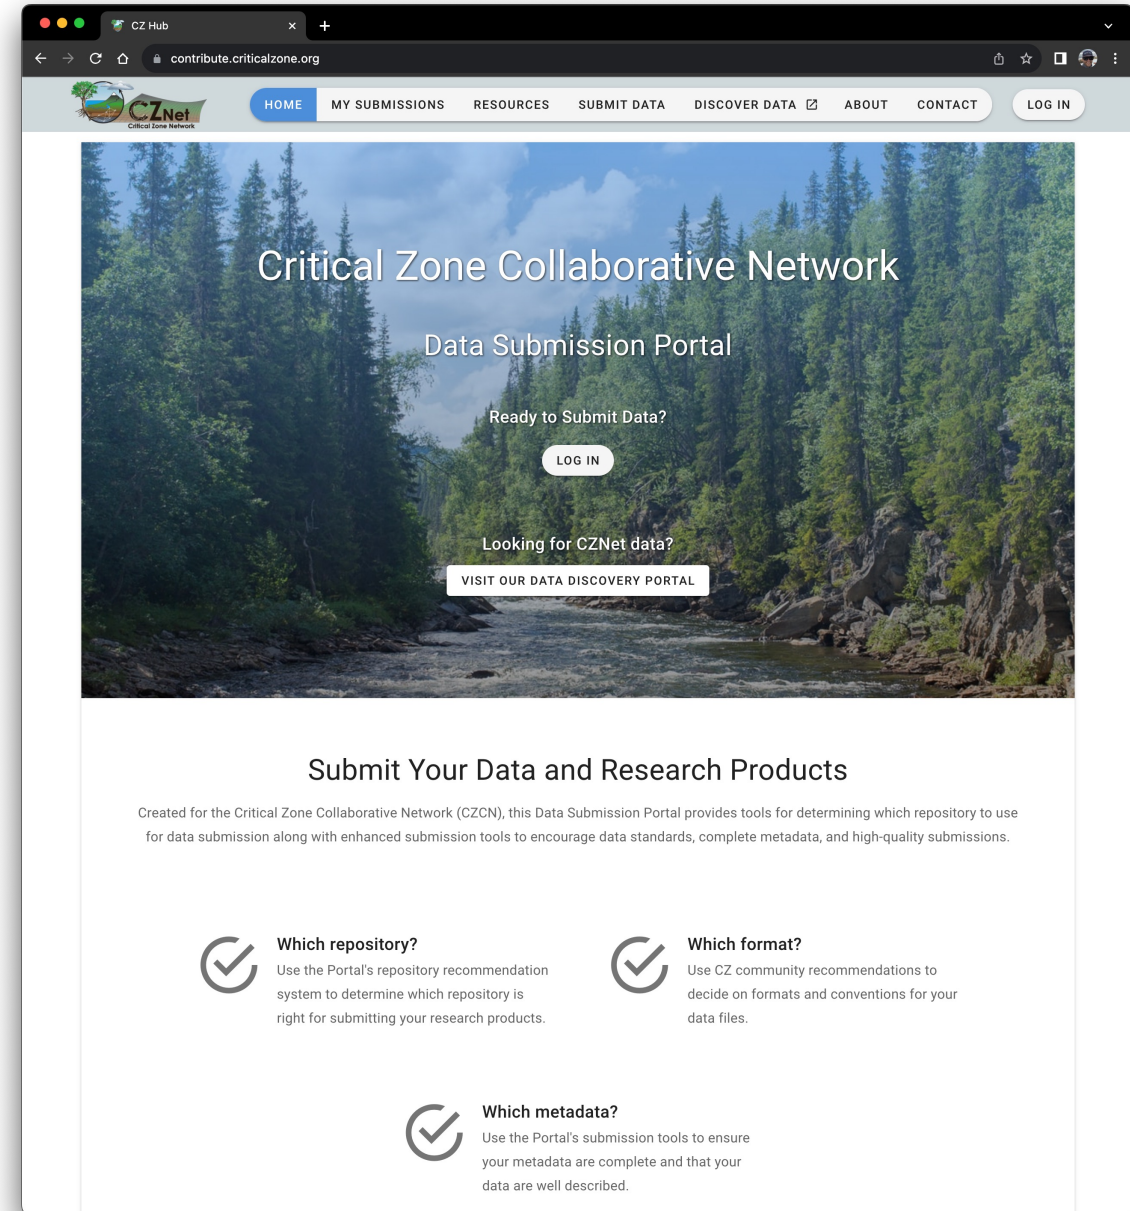 CZ Hub
contribute.criticalzone.org
CZNet
Critical Zone Network
HOME MY SUBMISSIONS RESOURCES SUBMIT DATA DISCOVER DATA ABOUT CONTACT LOG IN
Critical Zone Collaborative Network
Data Submission Portal
Ready to Submit Data?
LOG IN
Looking for CZNet data?
VISIT OUR DATA DISCOVERY PORTAL
Submit Your Data and Research Products
Created for the Critical Zone Collaborative Network (CZCN), this Data Submission Portal provides tools for determining which repository to use
for data submission along with enhanced submission tools to encourage data standards, complete metadata, and high-quality submissions.
Which repository?
Use the Portal's repository recommendation
system to determine which repository is
right for submitting your research products.
Which format?
Use CZ community recommendations to
decide on formats and conventions for your
data files.
Which metadata?
Use the Portal's submission tools to ensure
your metadata are complete and that your
data are well described.